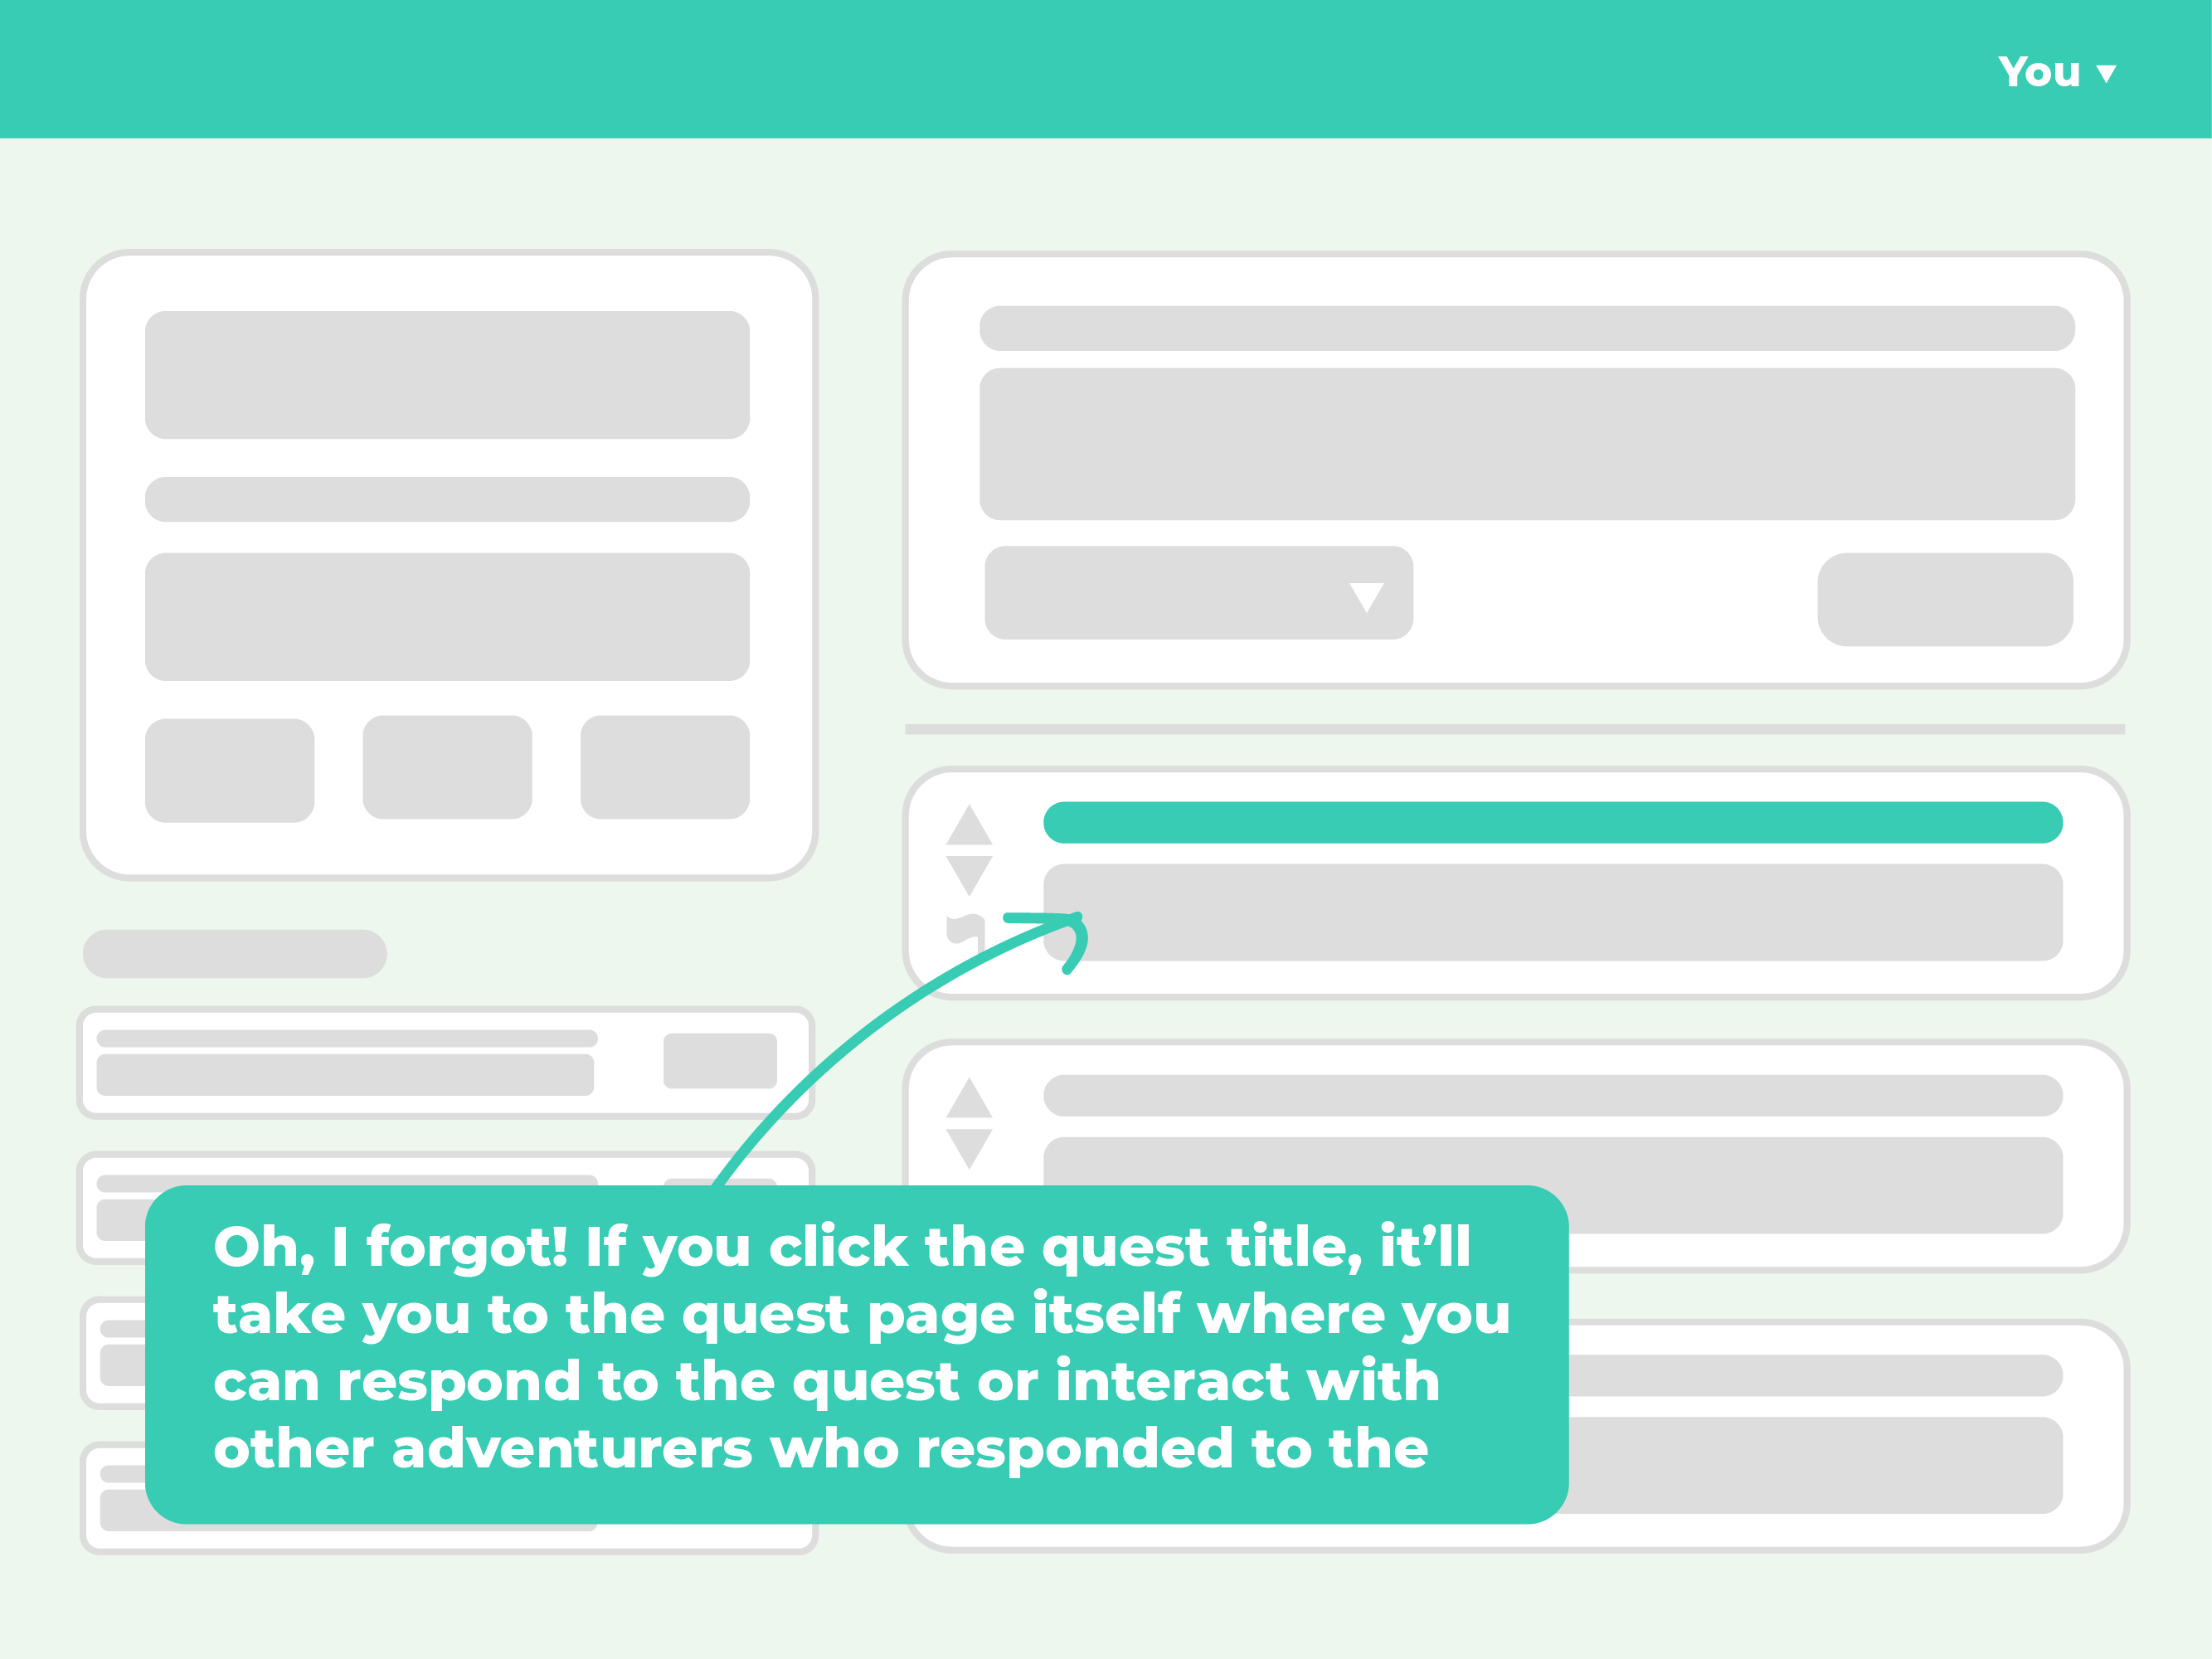 You
Oh, I forgot! If you click the quest title, it’ll
take you to the quest page itself where you
can respond to the quest or interact with
other adventurers who responded to the